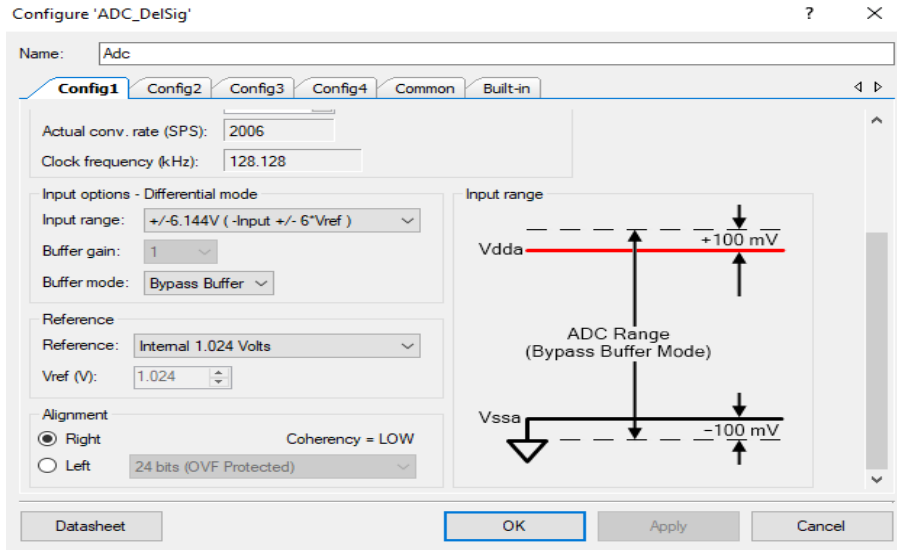 Configure 'ADC_DelSig' ? ×
Name: Adc
Config1 Config2 Config3 Config4 Common Built-in
Actual conv. rate (SPS): 2006
Clock frequency (kHz): 128.128
Input options - Differential mode
Input range: +/-6.144V ( -Input +/- 6*Vref )
Buffer gain: 1
Buffer mode: Bypass Buffer
Reference
Reference: Internal 1.024 Volts
Vref (V): 1.024
Alignment
Right Coherency = LOW
Left 24 bits (OVF Protected)
Input range
+100 mV
Vdda
ADC Range
(Bypass Buffer Mode)
Vssa
-100 mV
Datasheet OK Apply Cancel